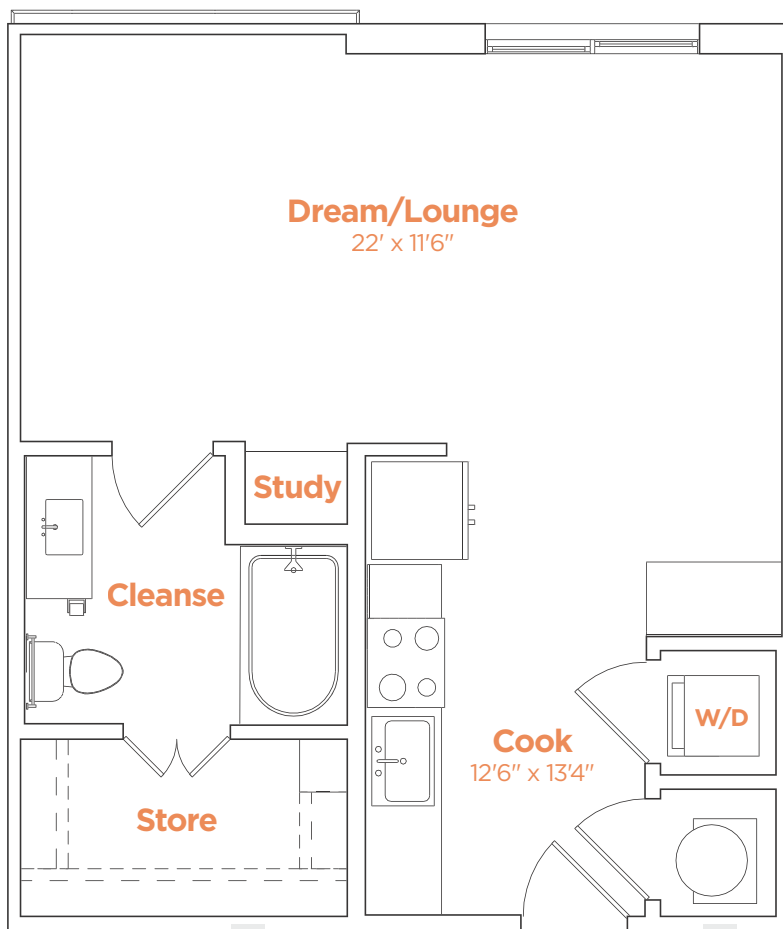 Dream/Lounge
22' x 11'6"
Study
Cleanse
W/D
Cook
12'6" x 13'4"
Store